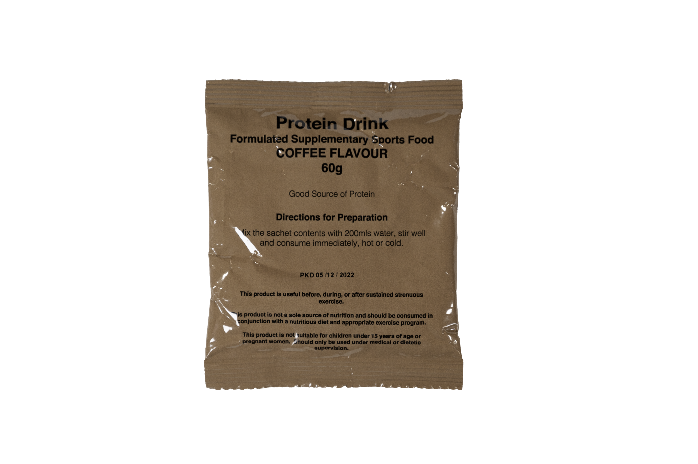 Protein Drink
Formulated Supplementary Sports Food
COFFEE FLAVOUR
60g
Good Source of Protein
Directions for Preparation
Mix the sachet contents with 200mls water, stir well
and consume immediately, hot or cold.
PKD 05 /12 / 2022
This product is useful before, during, or after sustained strenuous
exercise.
This product is not a sole source of nutrition and should be consumed in
conjunction with a nutritious diet and appropriate exercise program.
This product is not suitable for children under 15 years of age or
pregnant women. Should only be used under medical or dietetic
supervision.